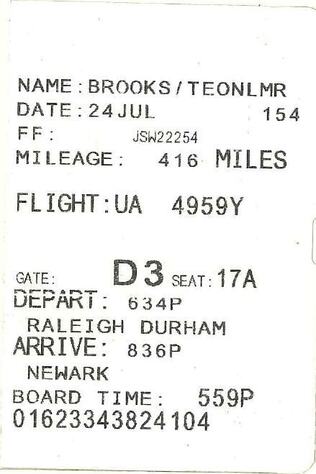 NAME: BROOKS/TEONLMR
DATE: 24JUL 154
FF: JSW22254
MILEAGE: 416 MILES
FLIGHT: UA 4959Y
GATE: D3 SEAT: 17A
DEPART: 634P
RALEIGH DURHAM
ARRIVE: 836P
NEWARK
BOARD TIME: 559P
01623343824104